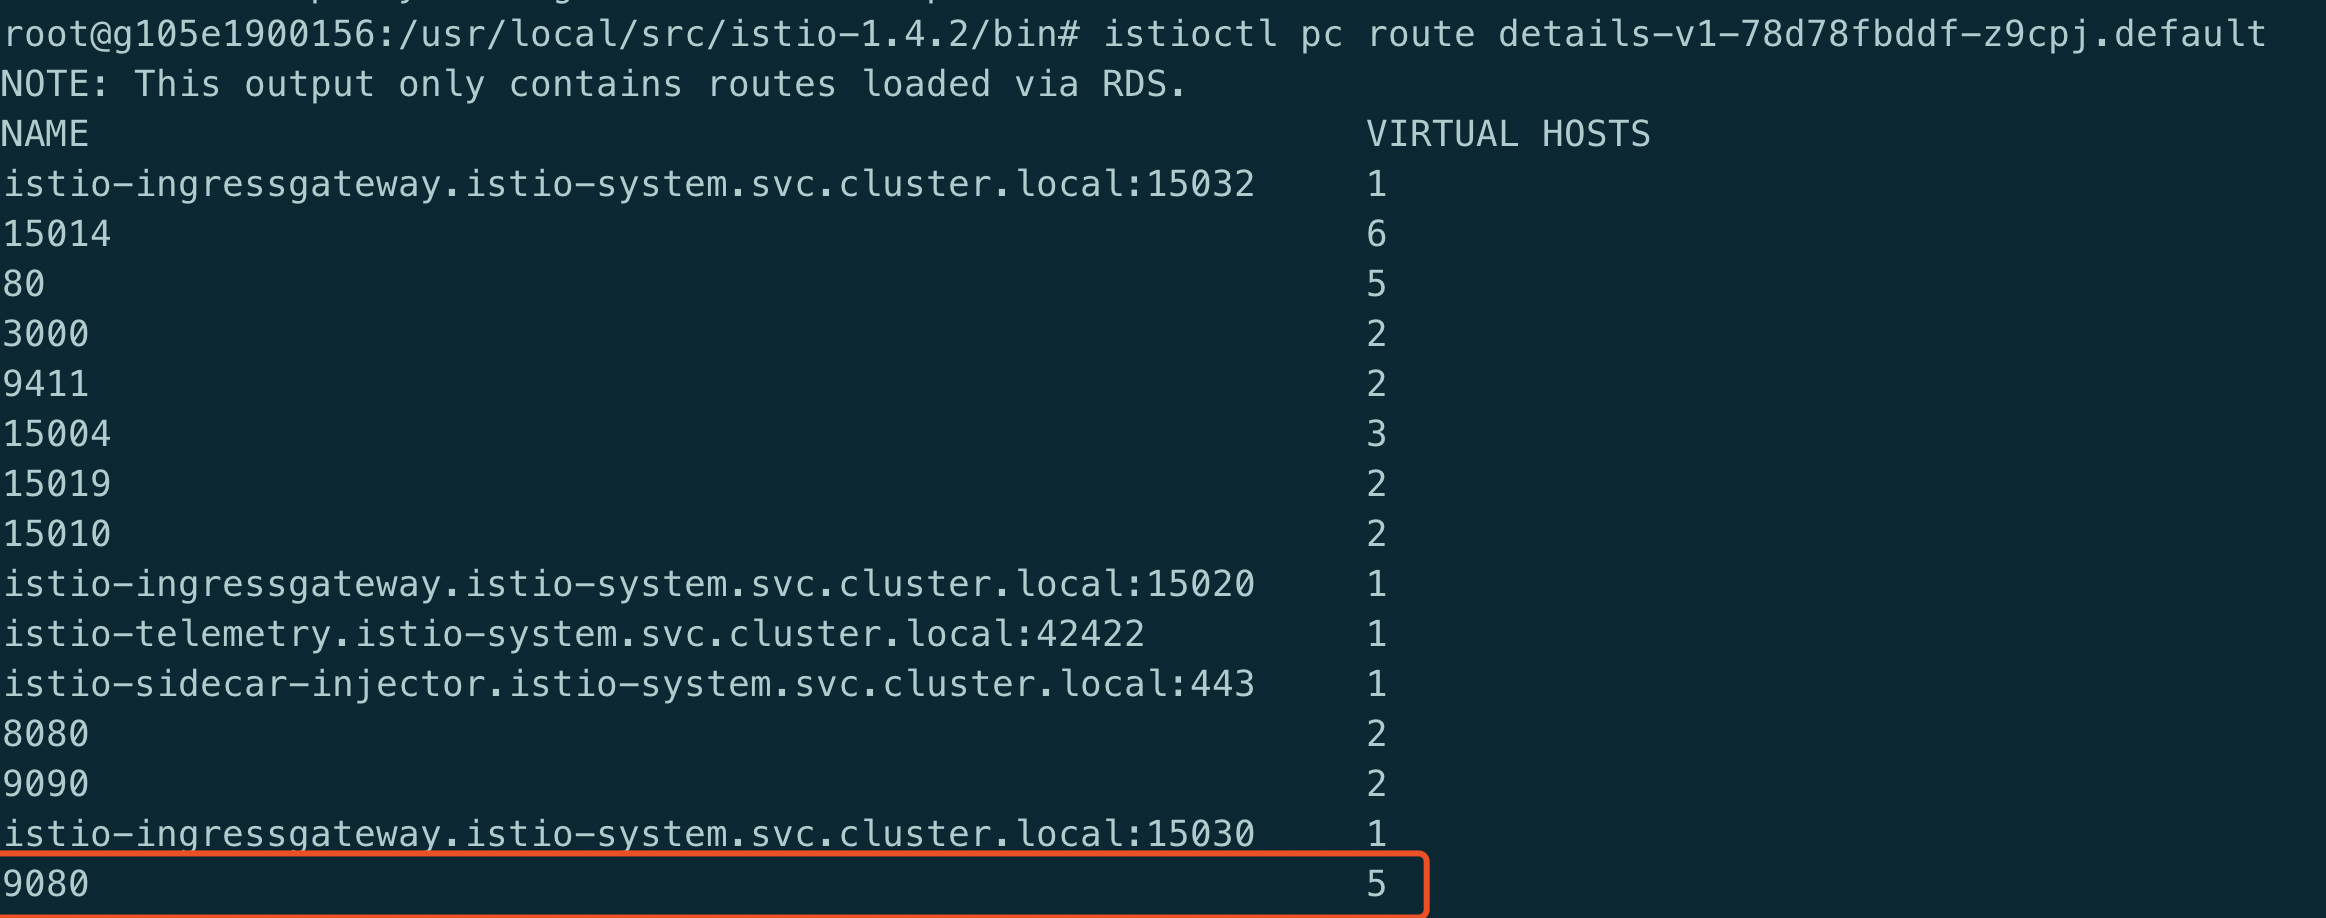 root@g105e1900156:/usr/local/src/istio-1.4.2/bin# istioctl pc route details-v1-78d78fbddf-z9cpj.default
NOTE: This output only contains routes loaded via RDS.
NAME VIRTUAL HOSTS
istio-ingressgateway.istio-system.svc.cluster.local:15032 1
15014 6
80 5
3000 2
9411 2
15004 3
15019 2
15010 2
istio-ingressgateway.istio-system.svc.cluster.local:15020 1
istio-telemetry.istio-system.svc.cluster.local:42422 1
istio-sidecar-injector.istio-system.svc.cluster.local:443 1
8080 2
9090 2
istio-ingressgateway.istio-system.svc.cluster.local:15030 1
9080 5